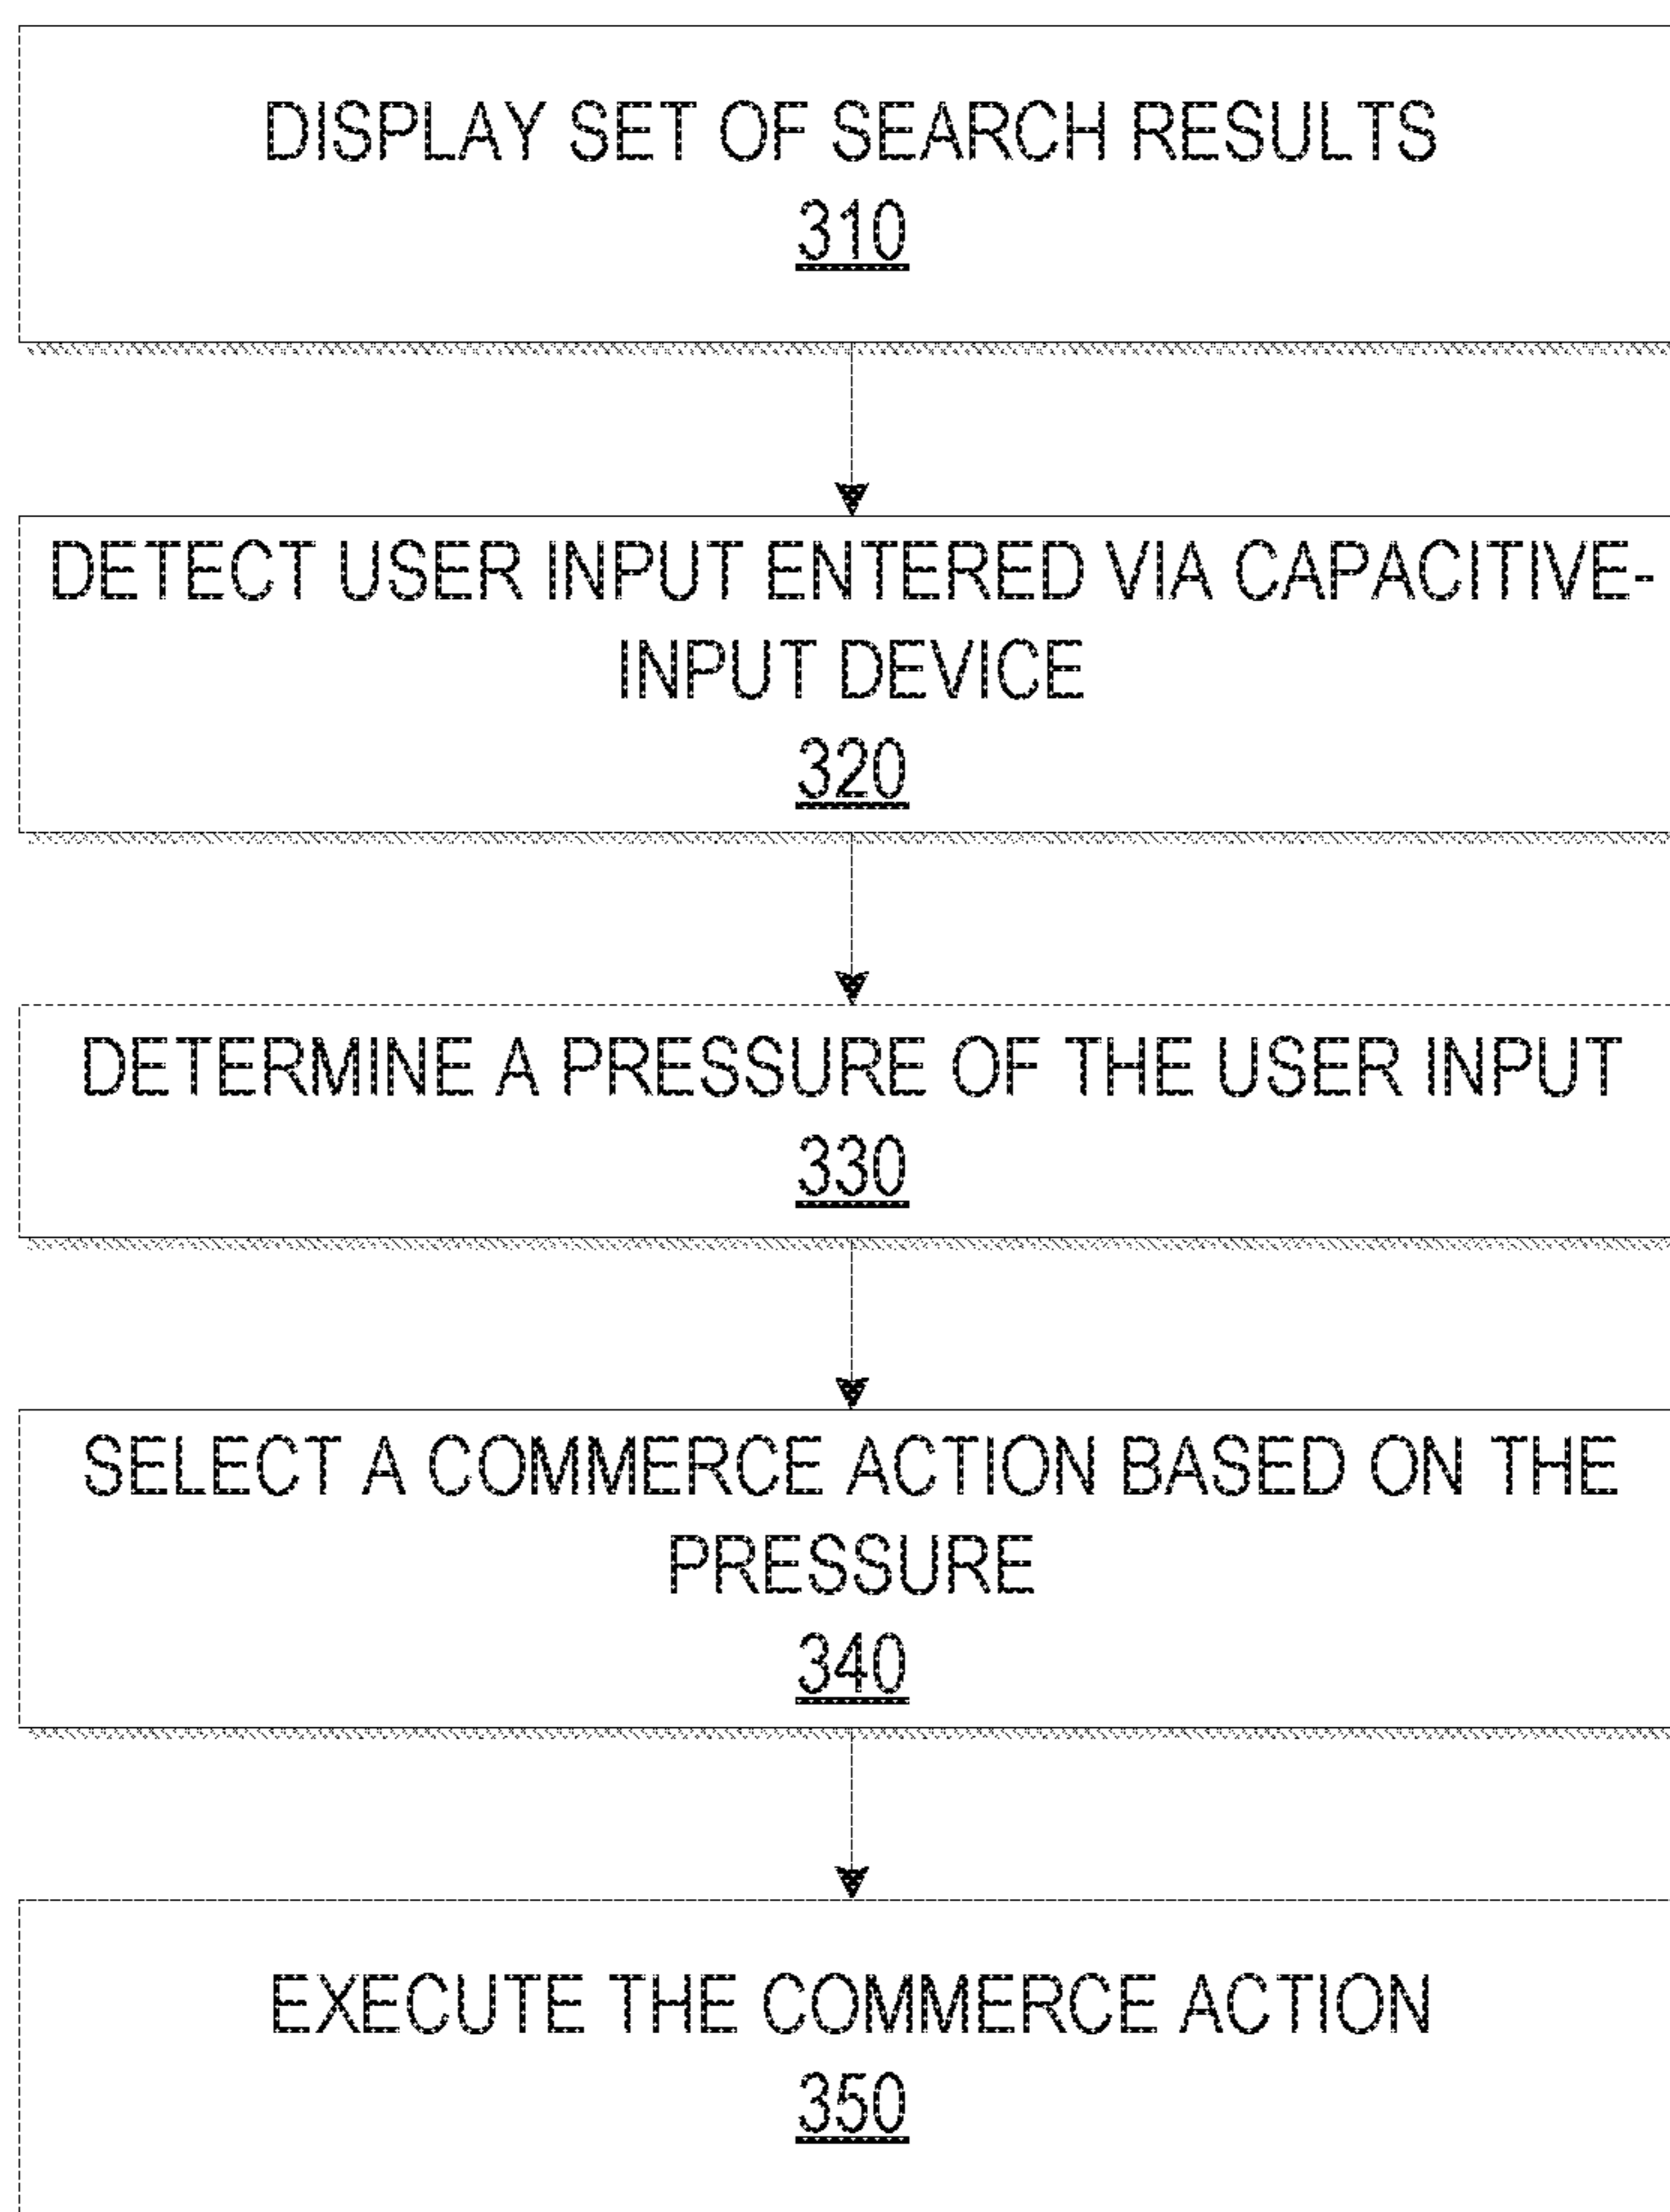 DISPLAY SET OF SEARCH RESULTS
310
DETECT USER INPUT ENTERED VIA CAPACITIVE-
INPUT DEVICE
320
DETERMINE A PRESSURE OF THE USER INPUT
330
SELECT A COMMERCE ACTION BASED ON THE
PRESSURE
340
EXECUTE THE COMMERCE ACTION
350